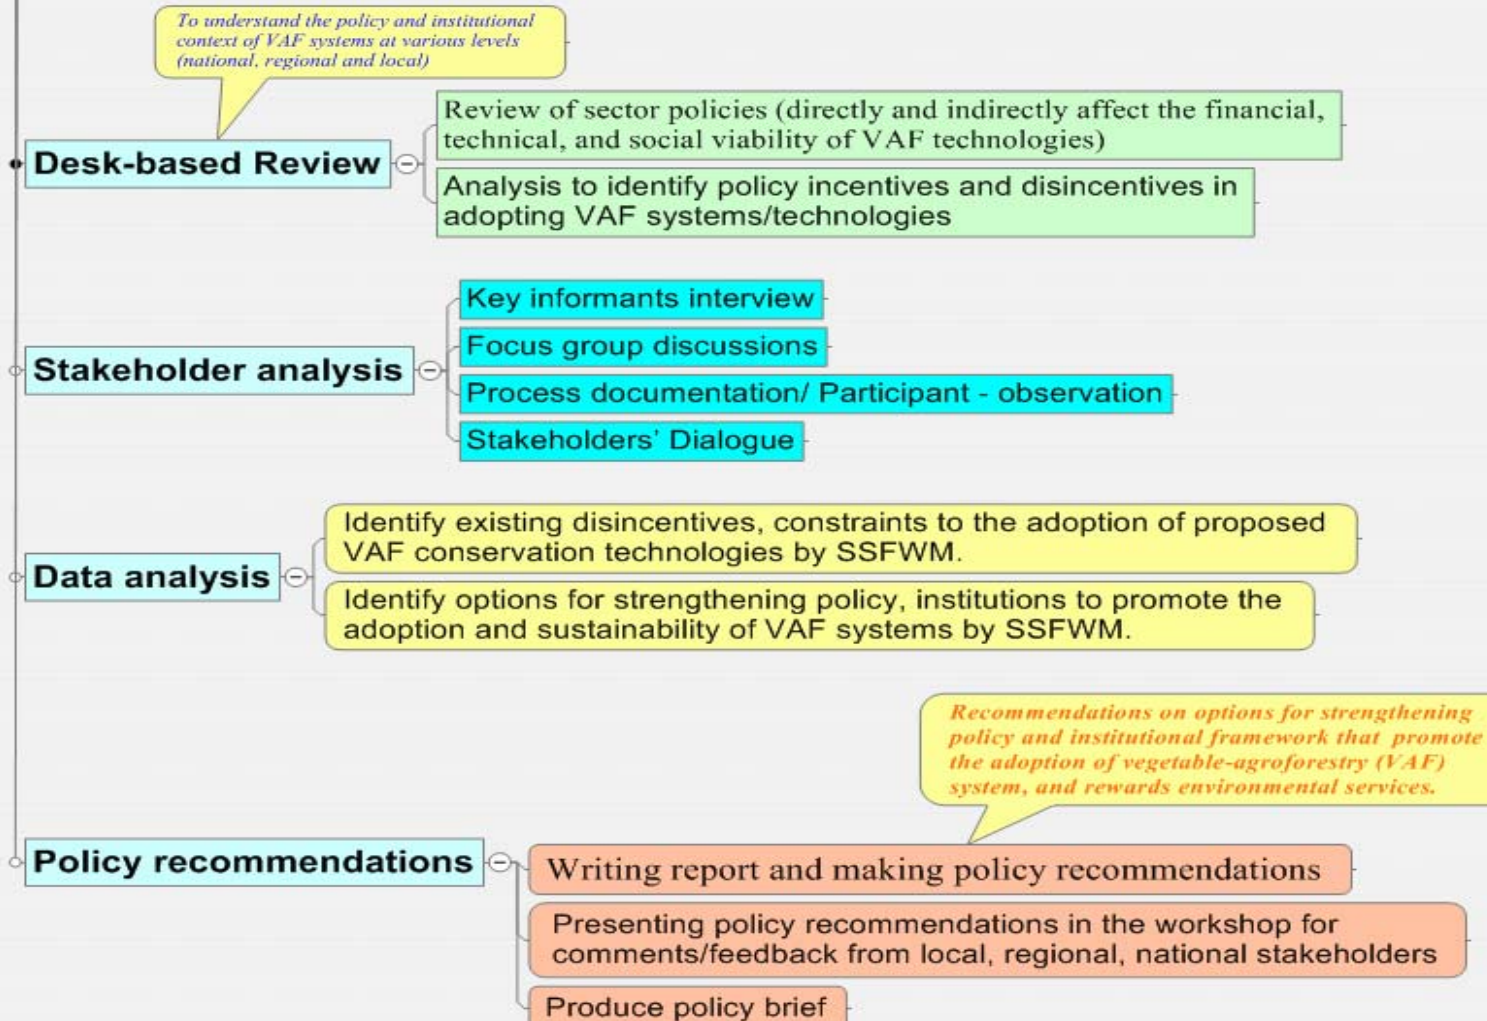 To understand the policy and institutional
context of VAF systems at various levels
(national, regional and local)
Desk-based Review
Review of sector policies (directly and indirectly affect the financial,
technical, and social viability of VAF technologies)
Analysis to identify policy incentives and disincentives in
adopting VAF systems/technologies
Stakeholder analysis
Key informants interview
Focus group discussions
Process documentation/ Participant - observation
Stakeholders' Dialogue
Data analysis
Identify existing disincentives, constraints to the adoption of proposed
VAF conservation technologies by SSFWM.
Identify options for strengthening policy, institutions to promote the
adoption and sustainability of VAF systems by SSFWM.
Recommendations on options for strengthening
policy and institutional framework that promote
the adoption of vegetable-agroforestry (VAF)
system, and rewards environmental services.
Policy recommendations
Writing report and making policy recommendations
Presenting policy recommendations in the workshop for
comments/feedback from local, regional, national stakeholders
Produce policy brief